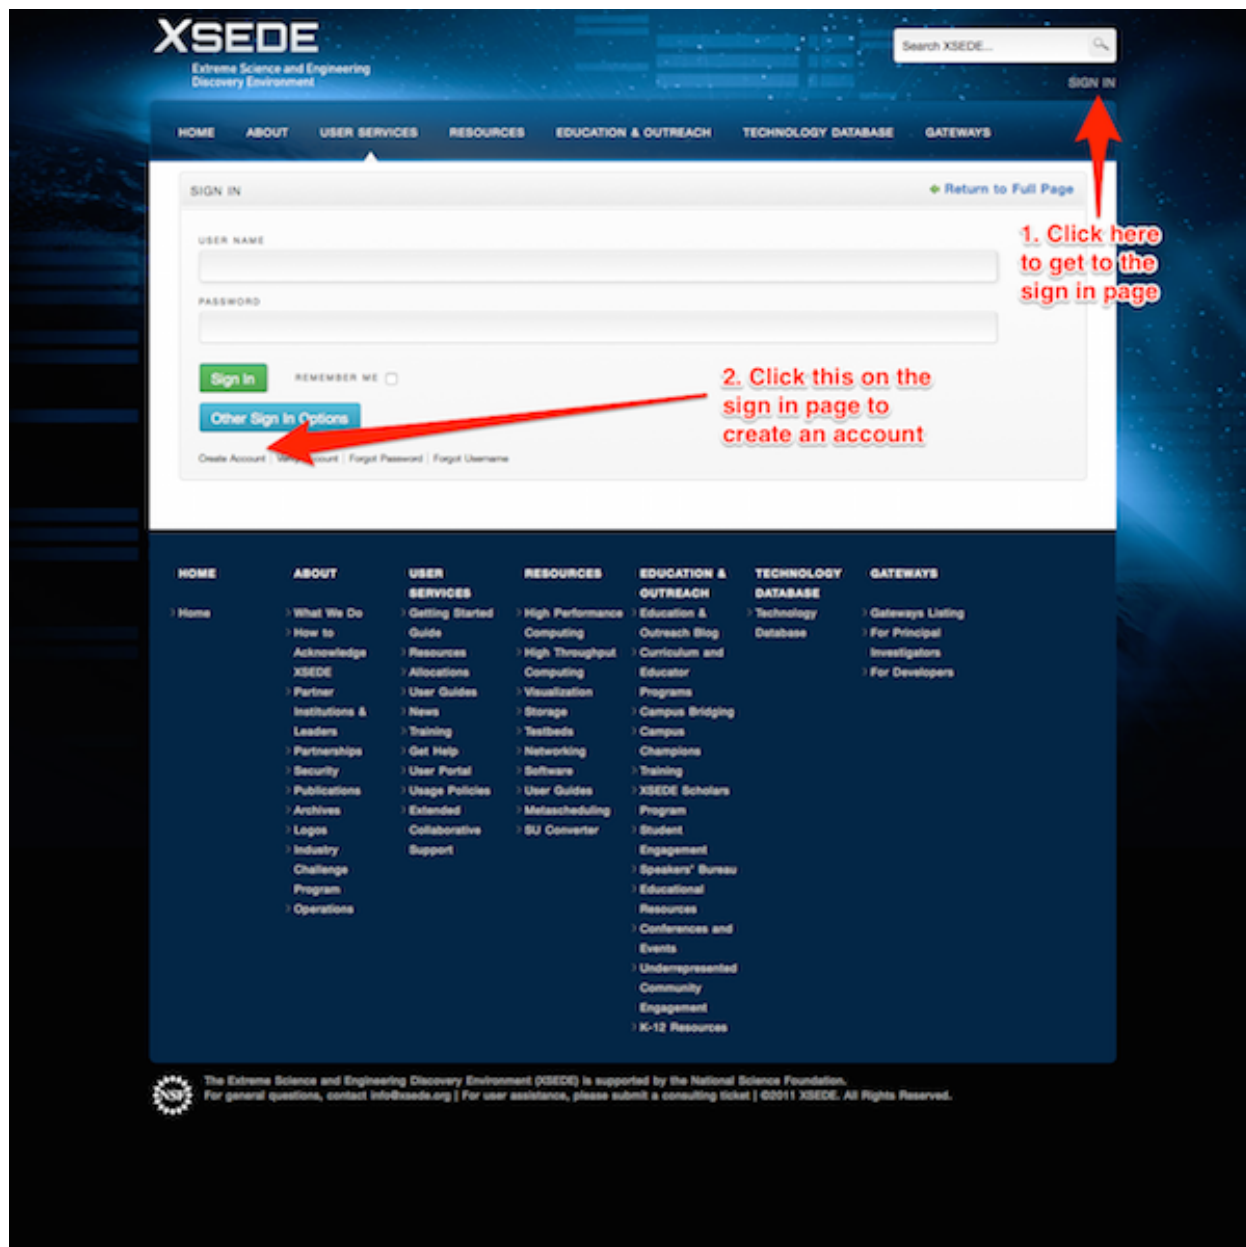 XSEDE
Extreme Science and Engineering
Discovery Environment
Search XSEDE...
SIGN IN
HOME ABOUT USER SERVICES RESOURCES EDUCATION & OUTREACH TECHNOLOGY DATABASE GATEWAYS
SIGN IN
Return to Full Page
1. Click here
to get to the
sign in page
USER NAME
PASSWORD
Sign In
REMEMBER ME
Other Sign In Options
2. Click this on the
sign in page to
create an account
Create Account | Account | Forgot Password | Forgot Username
HOME
Home
ABOUT
What We Do
How to
Acknowledge
XSEDE
Partner
Institutions &
Leaders
Partnerships
Security
Publications
Archives
Logos
Industry
Challenge
Program
Operations
USER
SERVICES
Getting Started
Guide
Resources
Allocations
User Guides
News
Training
Get Help
User Portal
Usage Policies
Extended
Collaborative
Support
RESOURCES
High Performance
Computing
High Throughput
Computing
Visualization
Storage
Testbeds
Networking
Software
User Guides
Metascheduling
SU Converter
EDUCATION &
OUTREACH
Education &
Outreach Blog
Curriculum and
Educator
Programs
Campus Bridging
Campus
Champions
Training
XSEDE Scholars
Program
Student
Engagement
Speakers' Bureau
Educational
Resources
Conferences and
Events
Underrepresented
Community
Engagement
K-12 Resources
TECHNOLOGY
DATABASE
Technology
Database
GATEWAYS
Gateways Listing
For Principal
Investigators
For Developers
NSF
The Extreme Science and Engineering Discovery Environment (XSEDE) is supported by the National Science Foundation.
For general questions, contact info@xsede.org | For user assistance, please submit a consulting ticket | ©2011 XSEDE. All Rights Reserved.